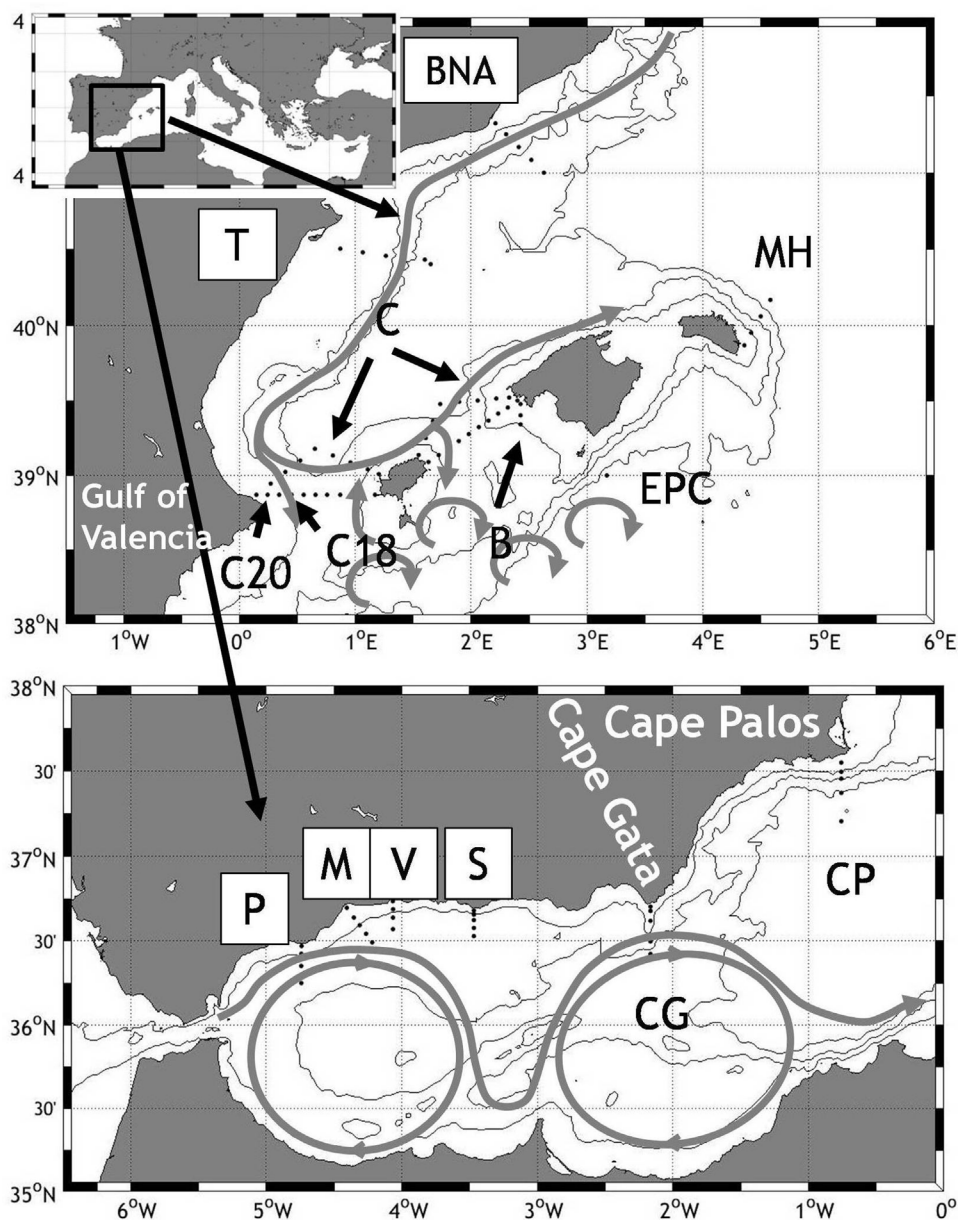 4
4
BNA
T
MH
C
40°N
39°N
EPC
Gulf of
Valencia
B
C18
C20
38°N
1°W
0°
1°E
2°E
3°E
4°E
5°E
6°E
38°N
Cape Palos
Cape Gata
30'
37°N
M
V
S
CP
P
30'
CG
36°N
30'
35°N
6°W
5°W
4°W
3°W
2°W
1°W
0°